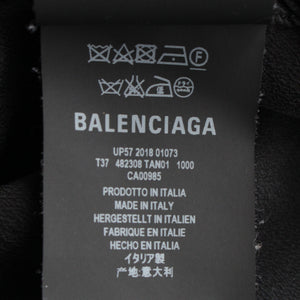 F
BALENCIAGA
UP57 2018 01073
T37 482308 TAN01 1000
CA00985
PRODOTTO IN ITALIA
MADE IN ITALY
HERGESTELLT IN ITALIEN
FABRIQUE EN ITALIE
HECHO EN ITALIA
イタリア製
产地:意大利